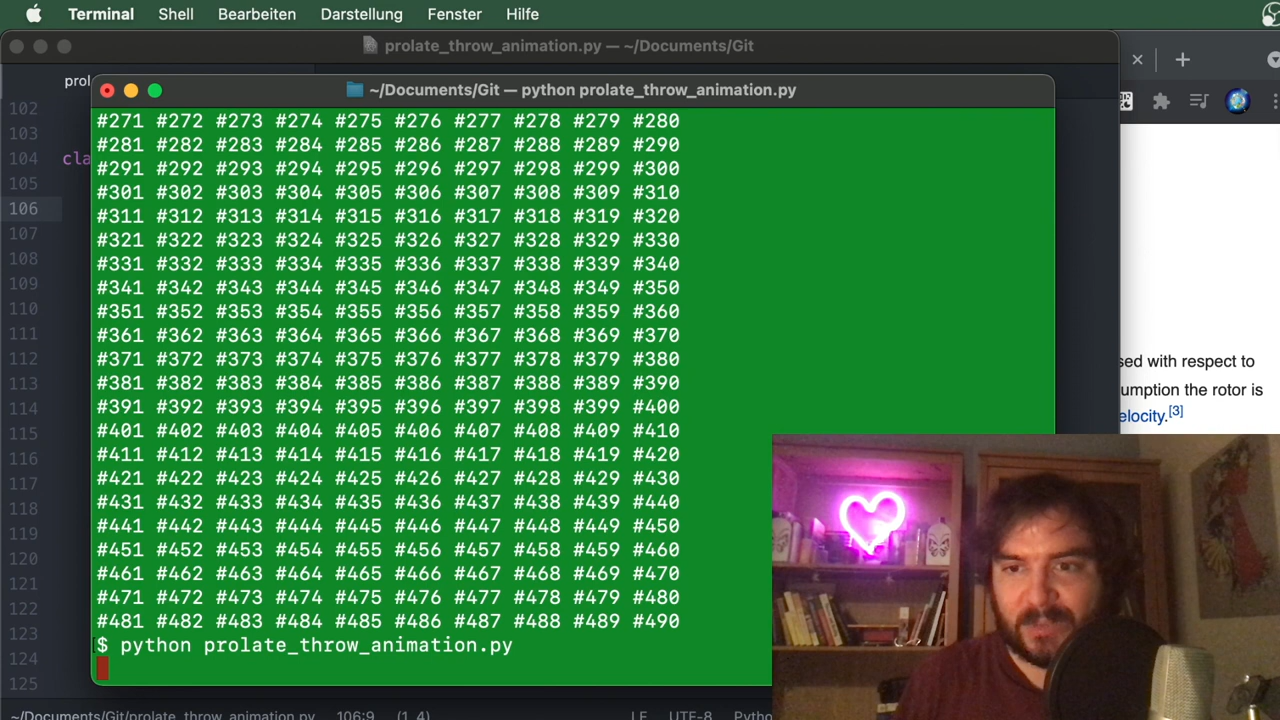 Terminal Shell Bearbeiten Darstellung Fenster Hilfe
prolate_throw_animation.py — ~/Documents/Git
prol
~/Documents/Git — python prolate_throw_animation.py
102
103
104 cla
105
106
107
108
109
110
111
112
113
114
115
116
117
118
119
120
121
122
123
124
125
#271 #272 #273 #274 #275 #276 #277 #278 #279 #280
#281 #282 #283 #284 #285 #286 #287 #288 #289 #290
#291 #292 #293 #294 #295 #296 #297 #298 #299 #300
#301 #302 #303 #304 #305 #306 #307 #308 #309 #310
#311 #312 #313 #314 #315 #316 #317 #318 #319 #320
#321 #322 #323 #324 #325 #326 #327 #328 #329 #330
#331 #332 #333 #334 #335 #336 #337 #338 #339 #340
#341 #342 #343 #344 #345 #346 #347 #348 #349 #350
#351 #352 #353 #354 #355 #356 #357 #358 #359 #360
#361 #362 #363 #364 #365 #366 #367 #368 #369 #370
#371 #372 #373 #374 #375 #376 #377 #378 #379 #380
#381 #382 #383 #384 #385 #386 #387 #388 #389 #390
#391 #392 #393 #394 #395 #396 #397 #398 #399 #400
#401 #402 #403 #404 #405 #406 #407 #408 #409 #410
#411 #412 #413 #414 #415 #416 #417 #418 #419 #420
#421 #422 #423 #424 #425 #426 #427 #428 #429 #430
#431 #432 #433 #434 #435 #436 #437 #438 #439 #440
#441 #442 #443 #444 #445 #446 #447 #448 #449 #450
#451 #452 #453 #454 #455 #456 #457 #458 #459 #460
#461 #462 #463 #464 #465 #466 #467 #468 #469 #470
#471 #472 #473 #474 #475 #476 #477 #478 #479 #480
#481 #482 #483 #484 #485 #486 #487 #488 #489 #490
$ python prolate_throw_animation.py
sed with respect to
umption the rotor is
elocity.[3]
~/Documents/Git/prolate_throw_animation.py 106:9 (1, 4) LF UTF-8 Pytho